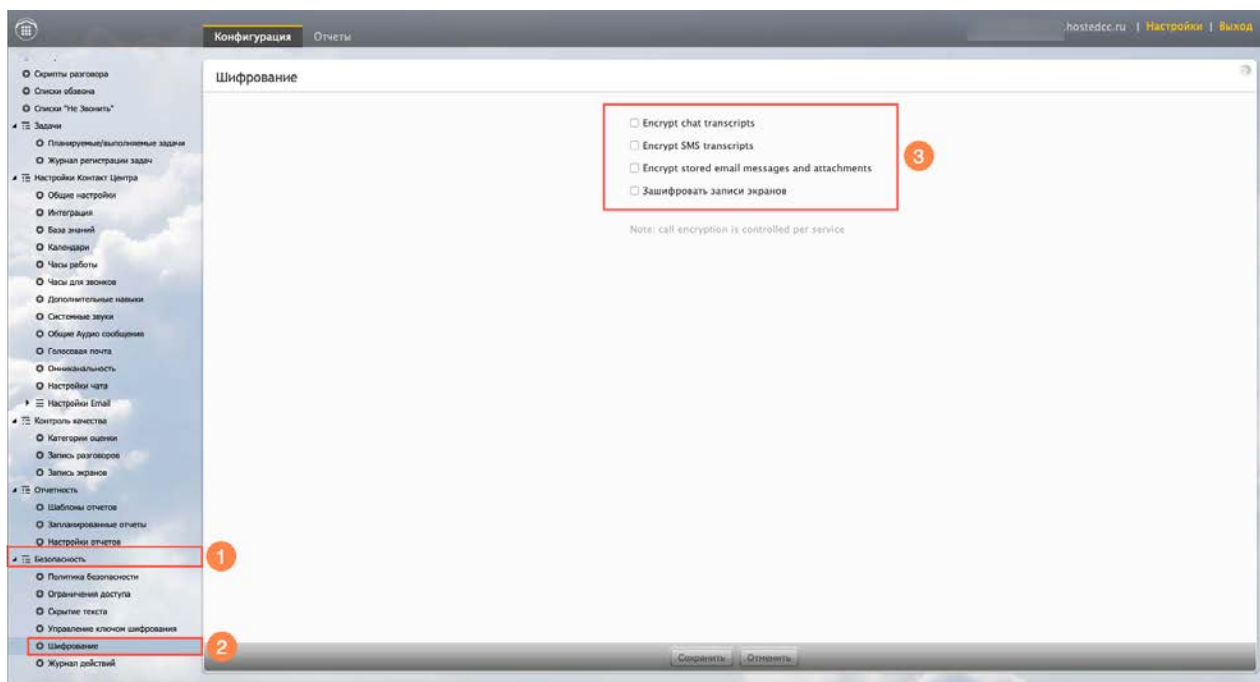 Конфигурация Отчеты
.hostedcc.ru | Настройки | Выход
Скрипты разговора
Списки обзвона
Списки "Не Звонить"
Задачи
Планируемые/выполняемые задачи
Журнал регистрации задач
Настройки Контакт Центра
Общие настройки
Интеграция
База знаний
Календари
Часы работы
Часы для звонков
Дополнительные навыки
Системные звуки
Общие Аудио сообщения
Голосовая почта
Омниканальность
Настройки чата
Настройки Email
Контроль качества
Категории оценки
Запись разговоров
Запись экранов
Отчетность
Шаблоны отчетов
Запланированные отчеты
Настройки отчетов
Безопасность
1
Политика безопасности
Ограничения доступа
Скрытие текста
Управление ключом шифрования
Шифрование
2
Журнал действий
Шифрование
Encrypt chat transcripts
Encrypt SMS transcripts
Encrypt stored email messages and attachments
Зашифровать записи экранов
3
Note: call encryption is controlled per service
Сохранить Отменить